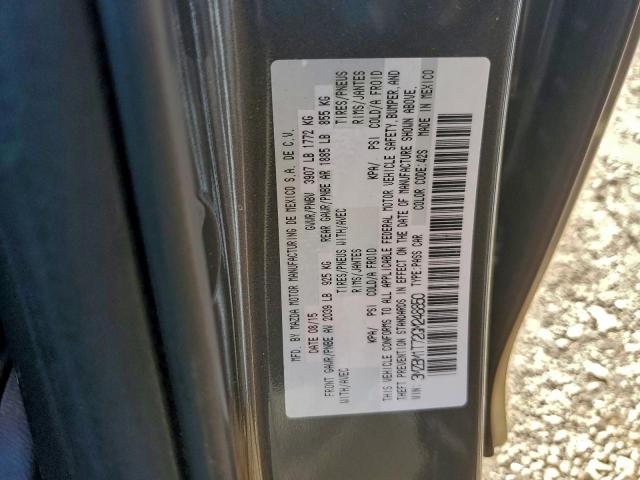 MFD. BY MAZDA MOTOR MANUFACTURING DE MEXICO S.A. DE C.V.
DATE 08/15 GVWR/PNBV 3907 LB 1772 KG
FRONT GAWR/PNBE AV 2039 LB 925 KG REAR GAWR/PNBE AR 1885 LB 855 KG
WITH/AVEC TIRES/PNEUS WITH/AVEC TIRES/PNEUS
RIMS/JANTES RIMS/JANTES
KPA/ PSI COLD/A FROID KPA/ PSI COLD/A FROID
THIS VEHICLE CONFORMS TO ALL APPLICABLE FEDERAL MOTOR VEHICLE SAFETY, BUMPER, AND
THEFT PREVENTION STANDARDS IN EFFECT ON THE DATE OF MANUFACTURE SHOWN ABOVE.
VIN: TYPE:PASS CAR COLOR CODE:42S MADE IN MEXICO